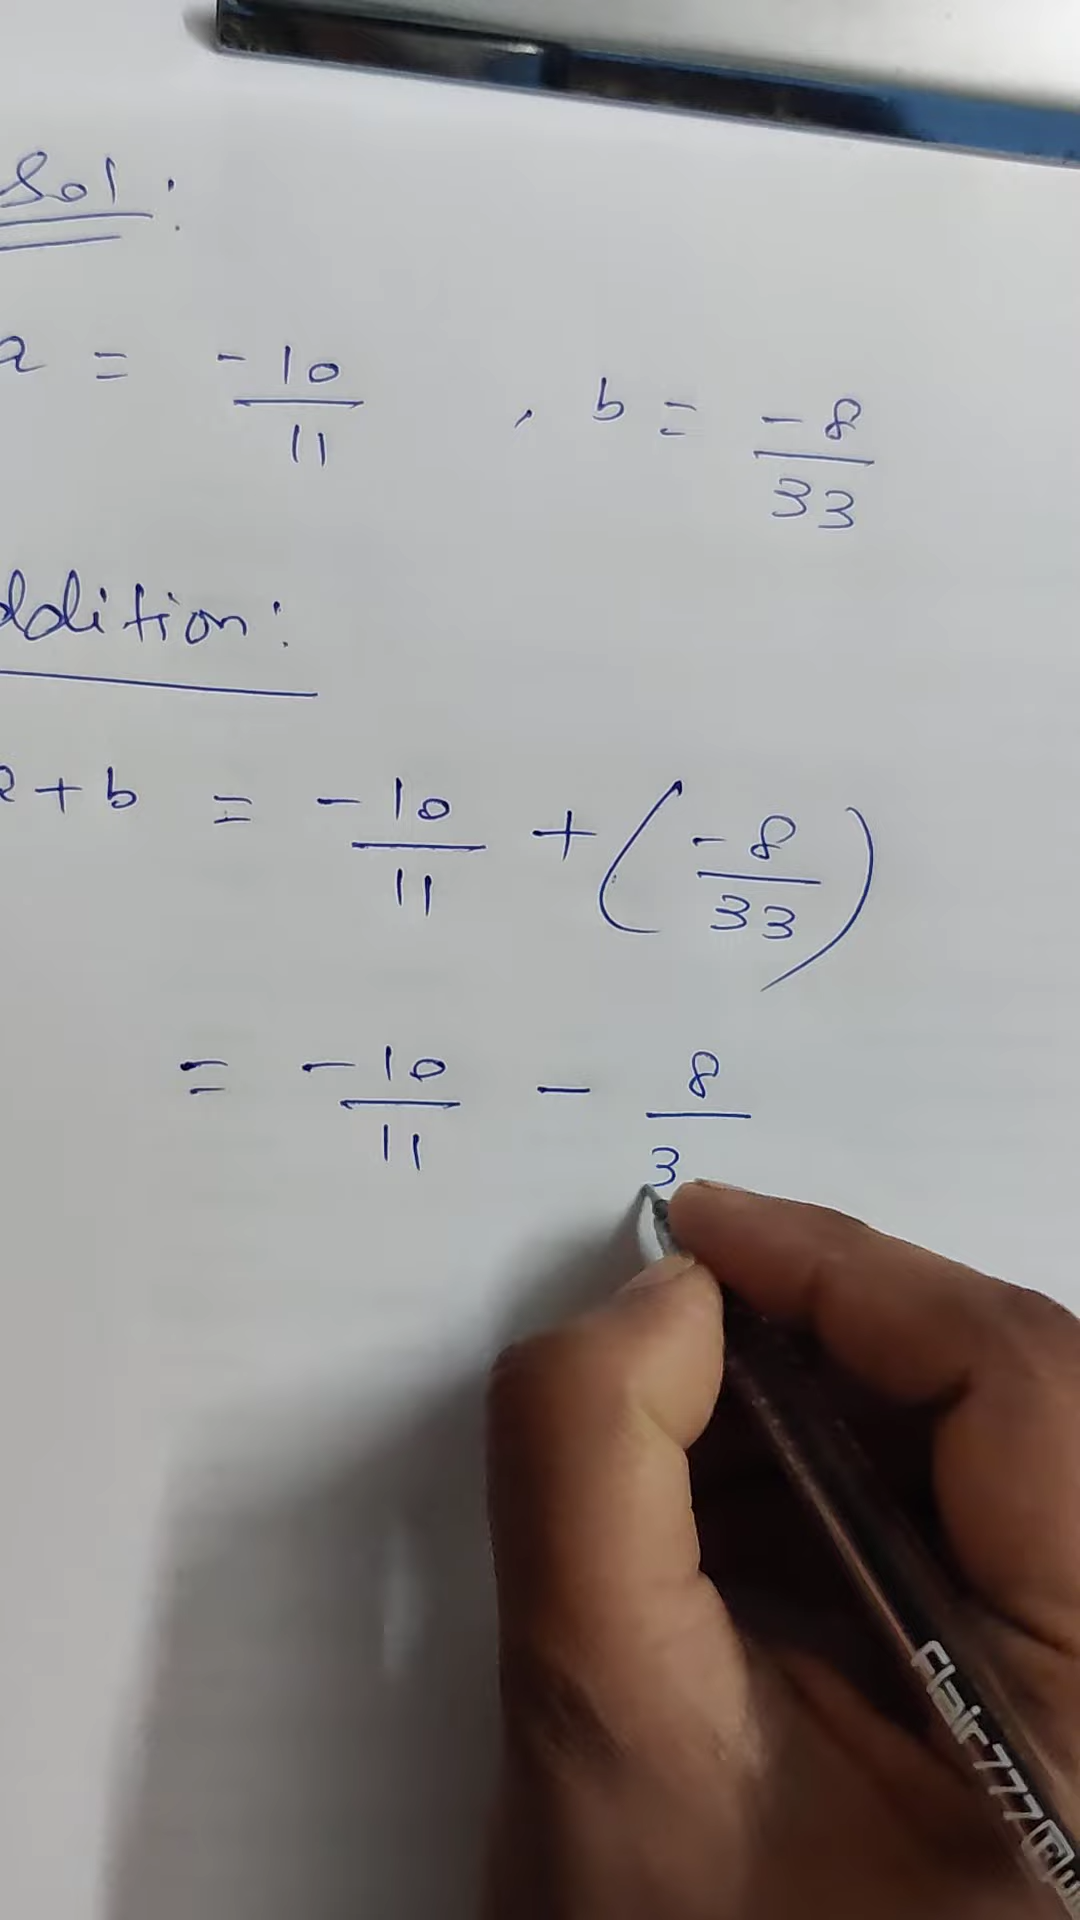 Sol:
a = -10/11 , b = -8/33
ddition:
a + b = -10/11 + (-8/33)
= -10/11 - 8/3
Flair 777